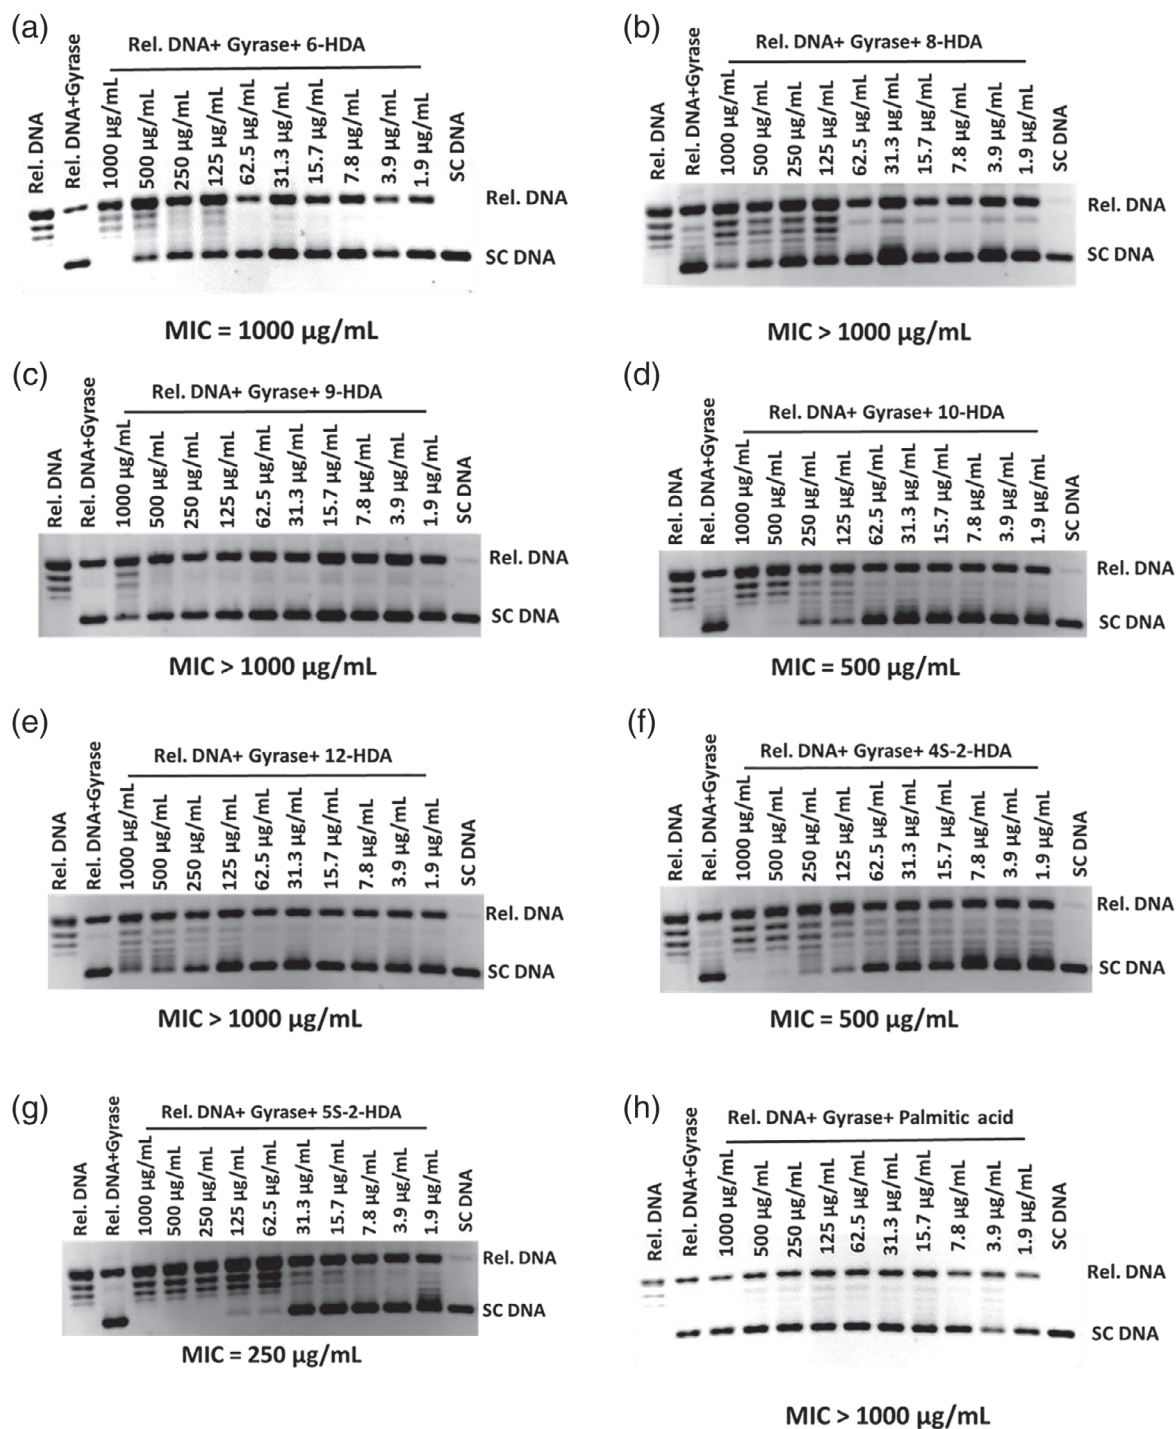 (a)
Rel. DNA+ Gyrase+ 6-HDA
Rel. DNA
Rel. DNA+Gyrase
1000 µg/mL
500 µg/mL
250 µg/mL
125 µg/mL
62.5 µg/mL
31.3 µg/mL
15.7 µg/mL
7.8 µg/mL
3.9 µg/mL
1.9 µg/mL
SC DNA
Rel. DNA
SC DNA
MIC = 1000 µg/mL
(b)
Rel. DNA+ Gyrase+ 8-HDA
Rel. DNA
Rel. DNA+Gyrase
1000 µg/mL
500 µg/mL
250 µg/mL
125 µg/mL
62.5 µg/mL
31.3 µg/mL
15.7 µg/mL
7.8 µg/mL
3.9 µg/mL
1.9 µg/mL
SC DNA
Rel. DNA
SC DNA
MIC > 1000 µg/mL
(c)
Rel. DNA+ Gyrase+ 9-HDA
Rel. DNA
Rel. DNA+Gyrase
1000 µg/mL
500 µg/mL
250 µg/mL
125 µg/mL
62.5 µg/mL
31.3 µg/mL
15.7 µg/mL
7.8 µg/mL
3.9 µg/mL
1.9 µg/mL
SC DNA
Rel. DNA
SC DNA
MIC > 1000 µg/mL
(d)
Rel. DNA+ Gyrase+ 10-HDA
Rel. DNA
Rel. DNA+Gyrase
1000 µg/mL
500 µg/mL
250 µg/mL
125 µg/mL
62.5 µg/mL
31.3 µg/mL
15.7 µg/mL
7.8 µg/mL
3.9 µg/mL
1.9 µg/mL
SC DNA
Rel. DNA
SC DNA
MIC = 500 µg/mL
(e)
Rel. DNA+ Gyrase+ 12-HDA
Rel. DNA
Rel. DNA+Gyrase
1000 µg/mL
500 µg/mL
250 µg/mL
125 µg/mL
62.5 µg/mL
31.3 µg/mL
15.7 µg/mL
7.8 µg/mL
3.9 µg/mL
1.9 µg/mL
SC DNA
Rel. DNA
SC DNA
MIC > 1000 µg/mL
(f)
Rel. DNA+ Gyrase+ 4S-2-HDA
Rel. DNA
Rel. DNA+Gyrase
1000 µg/mL
500 µg/mL
250 µg/mL
125 µg/mL
62.5 µg/mL
31.3 µg/mL
15.7 µg/mL
7.8 µg/mL
3.9 µg/mL
1.9 µg/mL
SC DNA
Rel. DNA
SC DNA
MIC = 500 µg/mL
(g)
Rel. DNA+ Gyrase+ 5S-2-HDA
Rel. DNA
Rel. DNA+Gyrase
1000 µg/mL
500 µg/mL
250 µg/mL
125 µg/mL
62.5 µg/mL
31.3 µg/mL
15.7 µg/mL
7.8 µg/mL
3.9 µg/mL
1.9 µg/mL
SC DNA
Rel. DNA
SC DNA
MIC = 250 µg/mL
(h)
Rel. DNA+ Gyrase+ Palmitic acid
Rel. DNA
Rel. DNA+Gyrase
1000 µg/mL
500 µg/mL
250 µg/mL
125 µg/mL
62.5 µg/mL
31.3 µg/mL
15.7 µg/mL
7.8 µg/mL
3.9 µg/mL
1.9 µg/mL
SC DNA
Rel. DNA
SC DNA
MIC > 1000 µg/mL